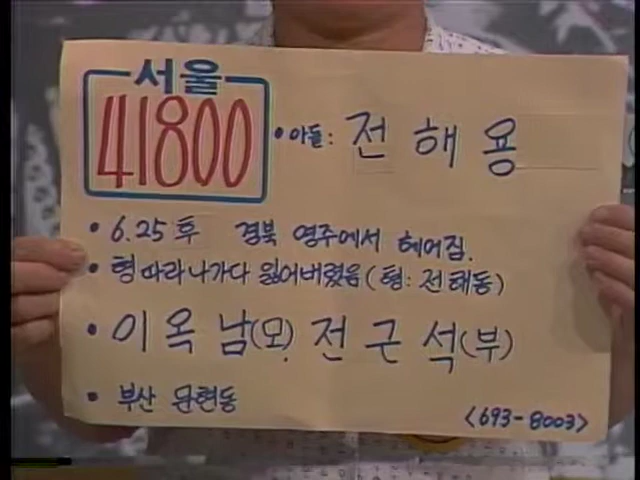 서울
41800
• 아들: 전해용
• 6.25 후 경북 영주에서 헤어짐.
• 형 따라 나가다 잃어버렸음 (형: 전해동)
• 이옥남(모), 전근석(부)
• 부산 문현동
<693-8003>